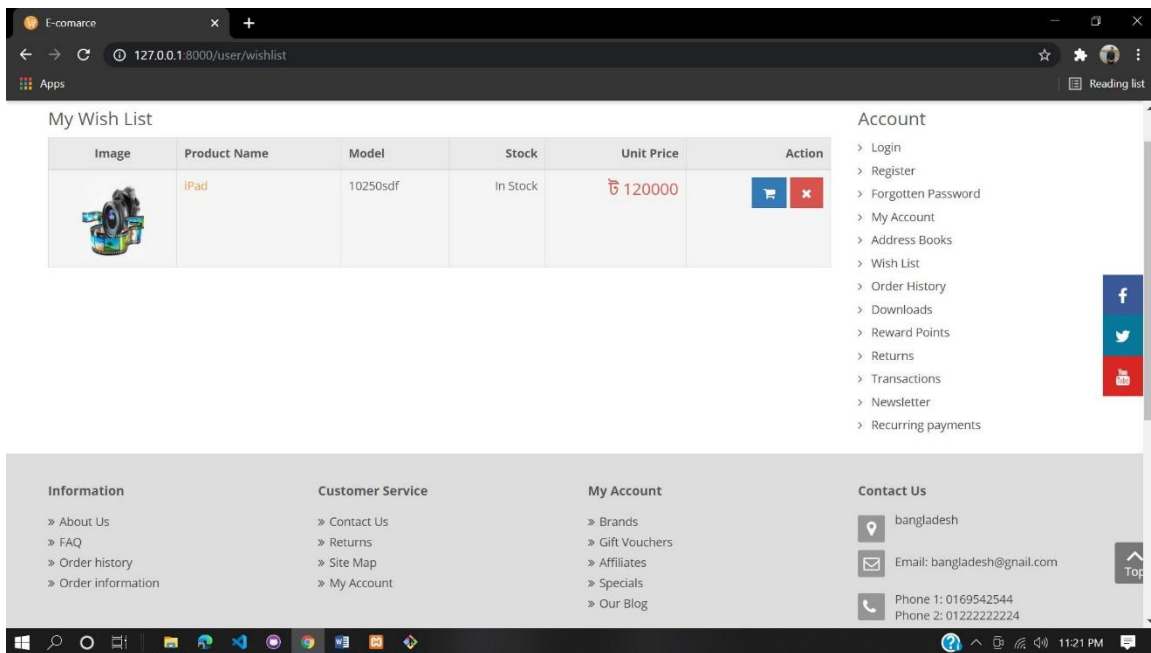 E-comarce
127.0.0.1:8000/user/wishlist
Apps
Reading list
My Wish List
Image Product Name Model Stock Unit Price Action
iPad 10250sdf In Stock ট 120000
Account
Login
Register
Forgotten Password
My Account
Address Books
Wish List
Order History
Downloads
Reward Points
Returns
Transactions
Newsletter
Recurring payments
Information
» About Us
» FAQ
» Order history
» Order information
Customer Service
» Contact Us
» Returns
» Site Map
» My Account
My Account
» Brands
» Gift Vouchers
» Affiliates
» Specials
» Our Blog
Contact Us
bangladesh
Email: bangladesh@gnail.com
Phone 1: 0169542544
Phone 2: 01222222224
Top
11:21 PM